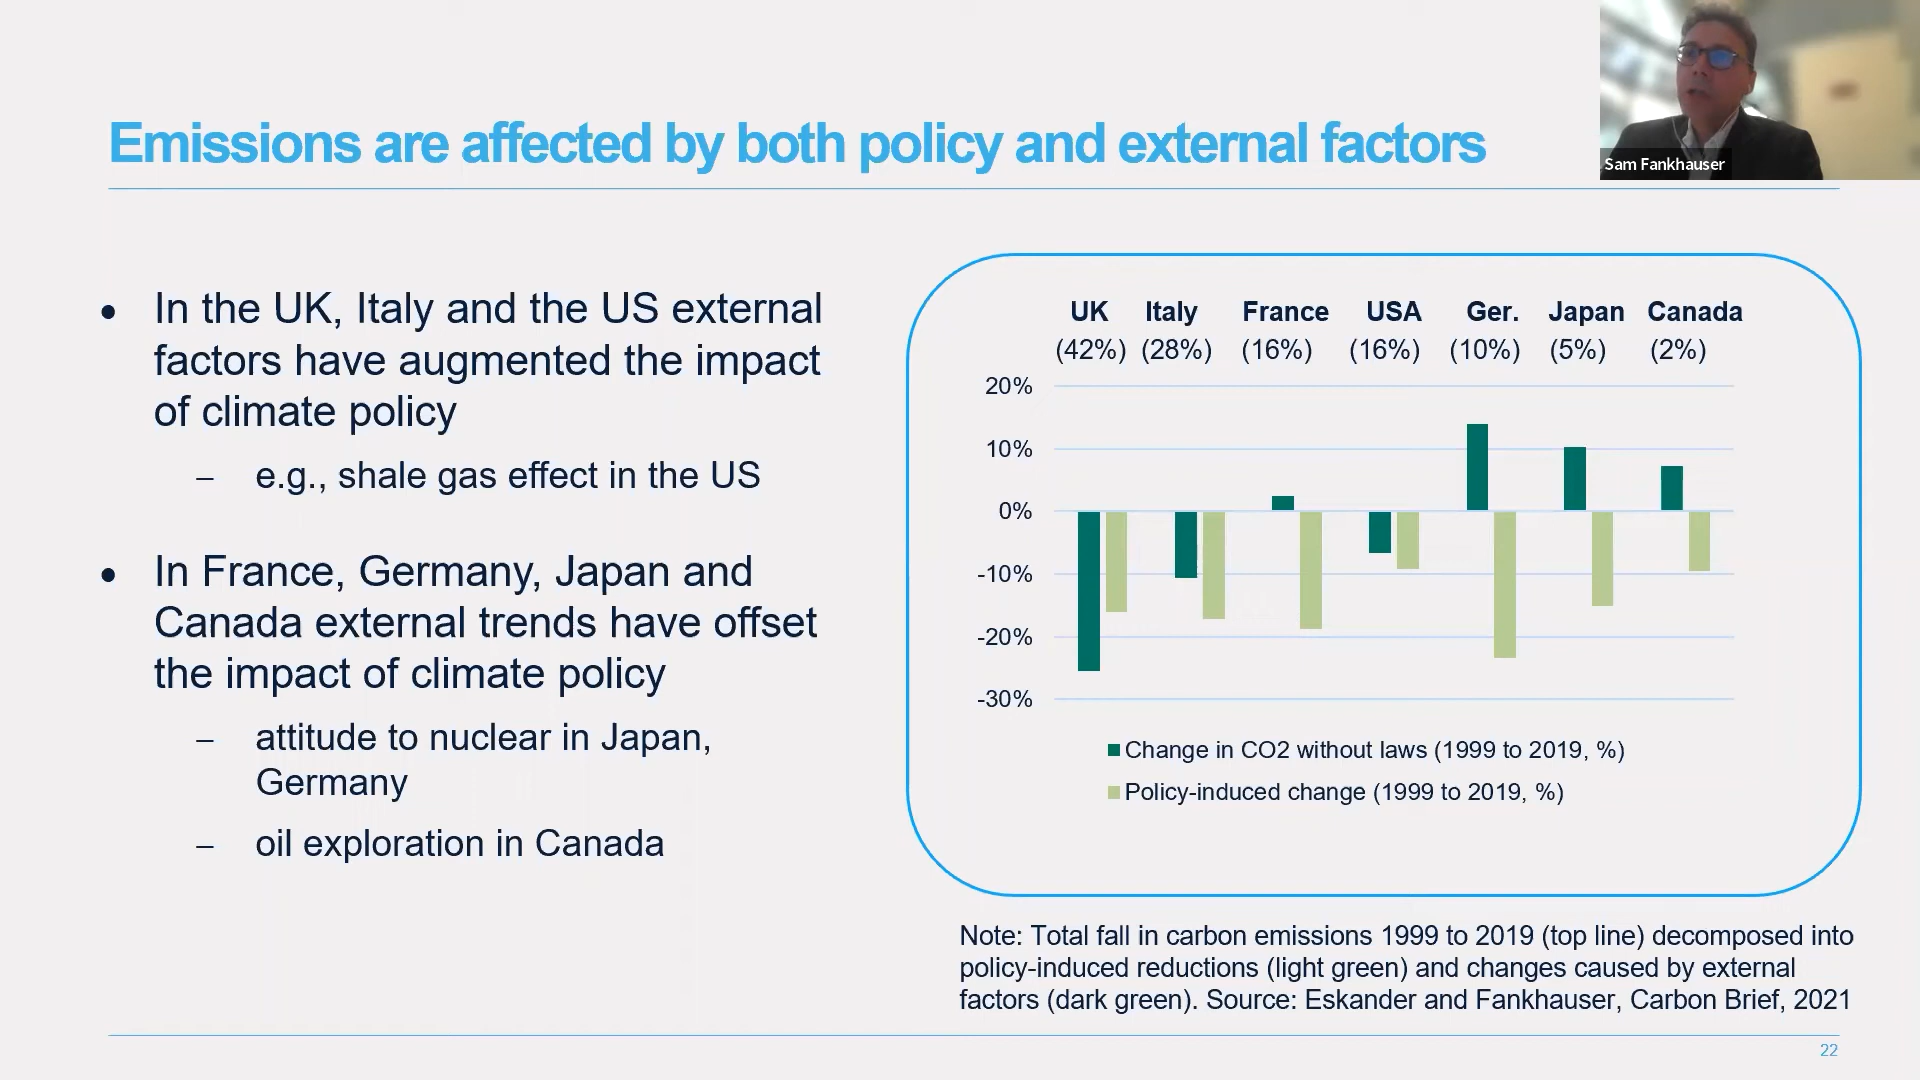 Emissions are affected by both policy and external factors
Sam Fankhauser
• In the UK, Italy and the US external
factors have augmented the impact
of climate policy
– e.g., shale gas effect in the US
• In France, Germany, Japan and
Canada external trends have offset
the impact of climate policy
– attitude to nuclear in Japan,
Germany
– oil exploration in Canada
UK Italy France USA Ger. Japan Canada
(42%) (28%) (16%) (16%) (10%) (5%) (2%)
20%
10%
0%
-10%
-20%
-30%
Change in CO2 without laws (1999 to 2019, %)
Policy-induced change (1999 to 2019, %)
Note: Total fall in carbon emissions 1999 to 2019 (top line) decomposed into
policy-induced reductions (light green) and changes caused by external
factors (dark green). Source: Eskander and Fankhauser, Carbon Brief, 2021
22